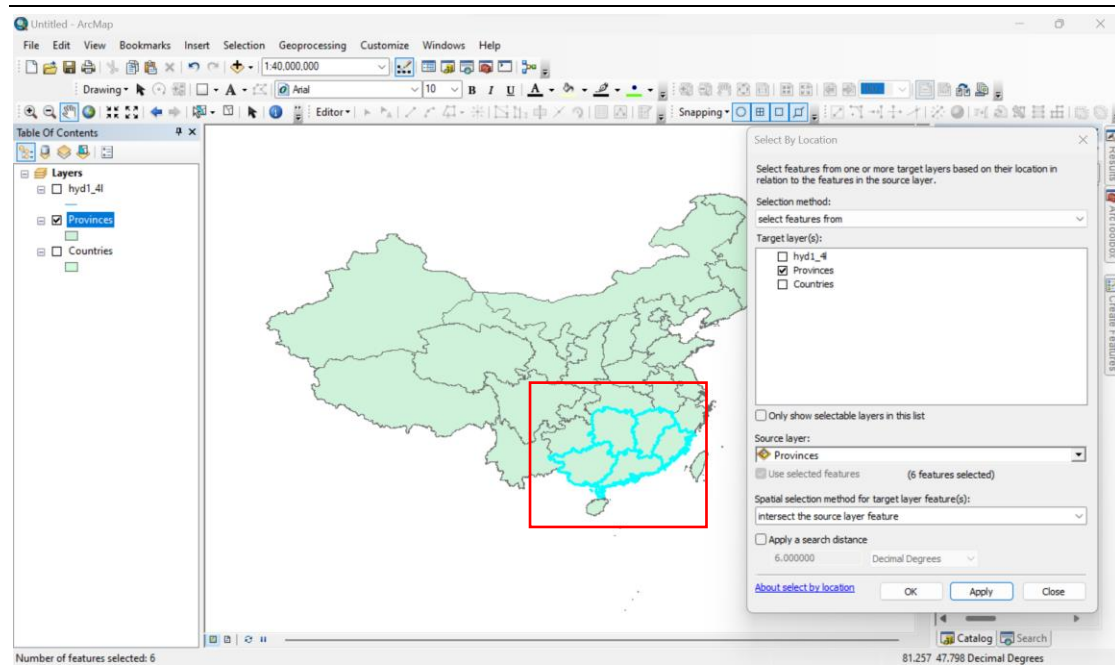 Untitled - ArcMap
File Edit View Bookmarks Insert Selection Geoprocessing Customize Windows Help
1:40,000,000
Drawing A Arial 10 B I U A
Editor Snapping
Table Of Contents
Layers
hyd1_4l
Provinces
Countries
Select By Location
Select features from one or more target layers based on their location in
relation to the features in the source layer.
Selection method:
select features from
Target layer(s):
hyd1_4l
Provinces
Countries
Only show selectable layers in this list
Source layer:
Provinces
Use selected features (6 features selected)
Spatial selection method for target layer feature(s):
intersect the source layer feature
Apply a search distance
6.000000 Decimal Degrees
About select by location OK Apply Close
Results
ArcToolbox
Create Features
Catalog Search
Number of features selected: 6
81.257 47.798 Decimal Degrees